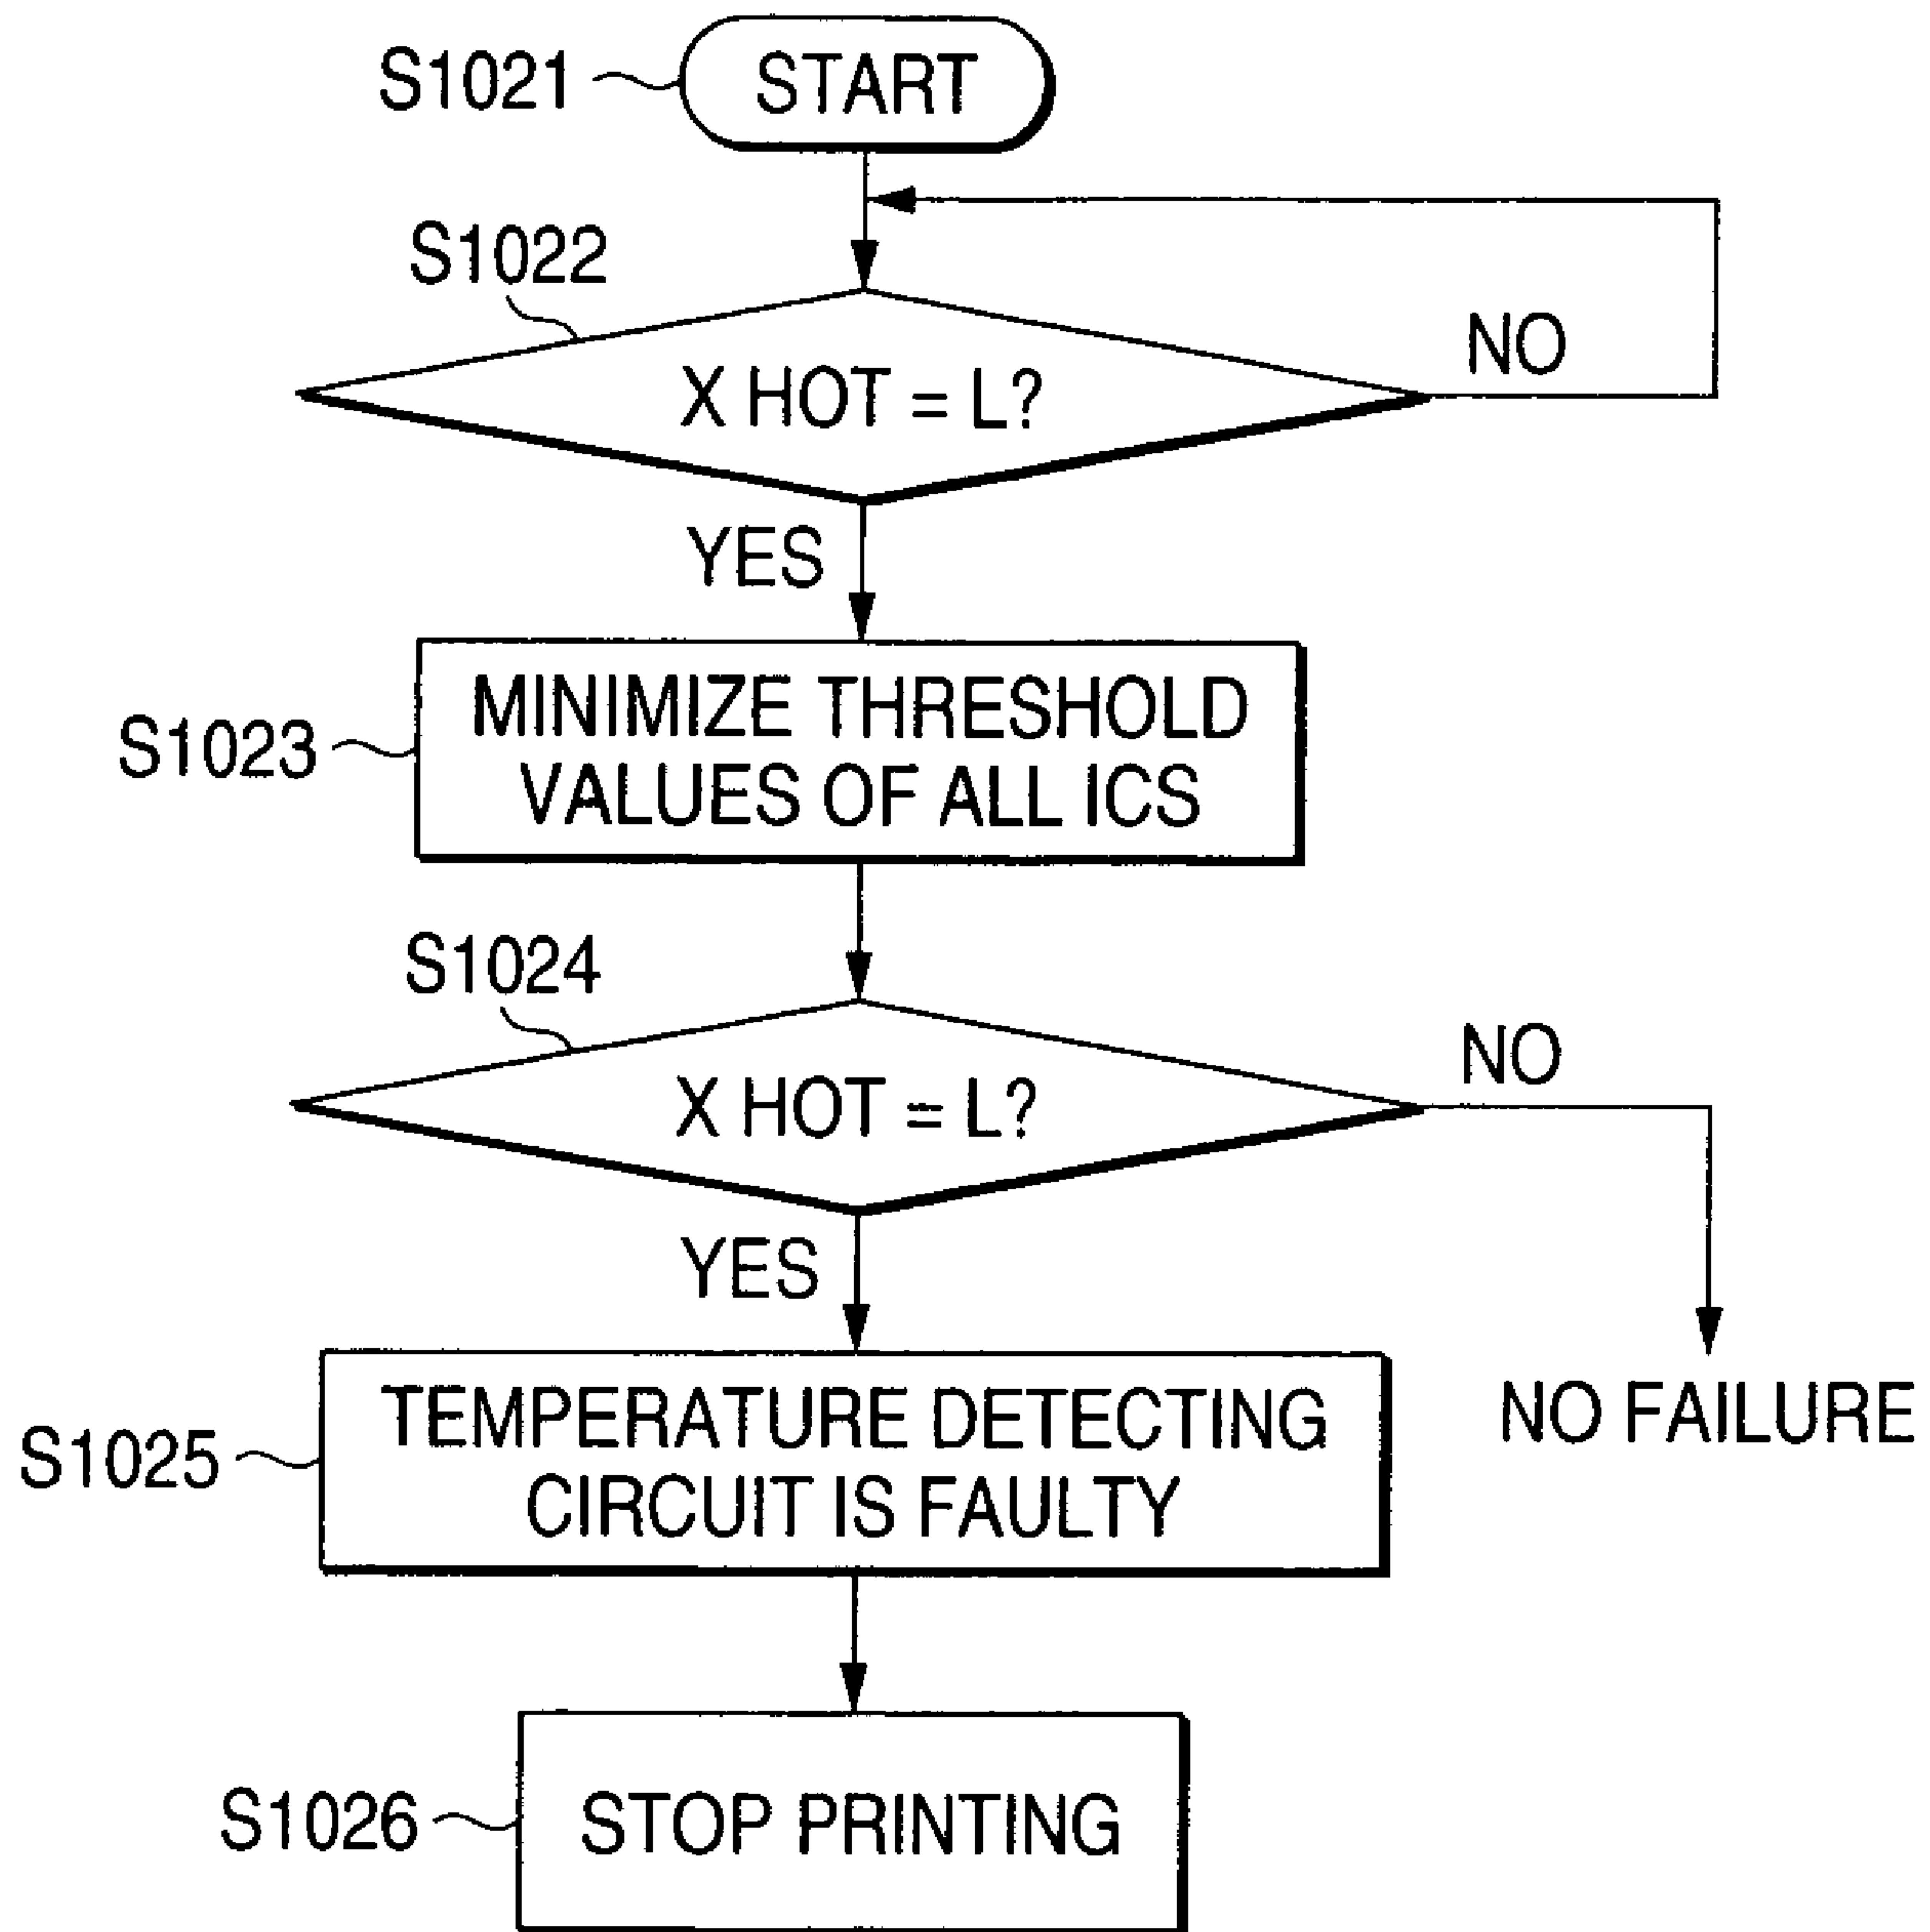 S1021
START
S1022
X HOT = L?
NO
YES
S1023
MINIMIZE THRESHOLD
VALUES OF ALL ICS
S1024
X HOT = L?
NO
YES
S1025
TEMPERATURE DETECTING
CIRCUIT IS FAULTY
NO FAILURE
S1026
STOP PRINTING